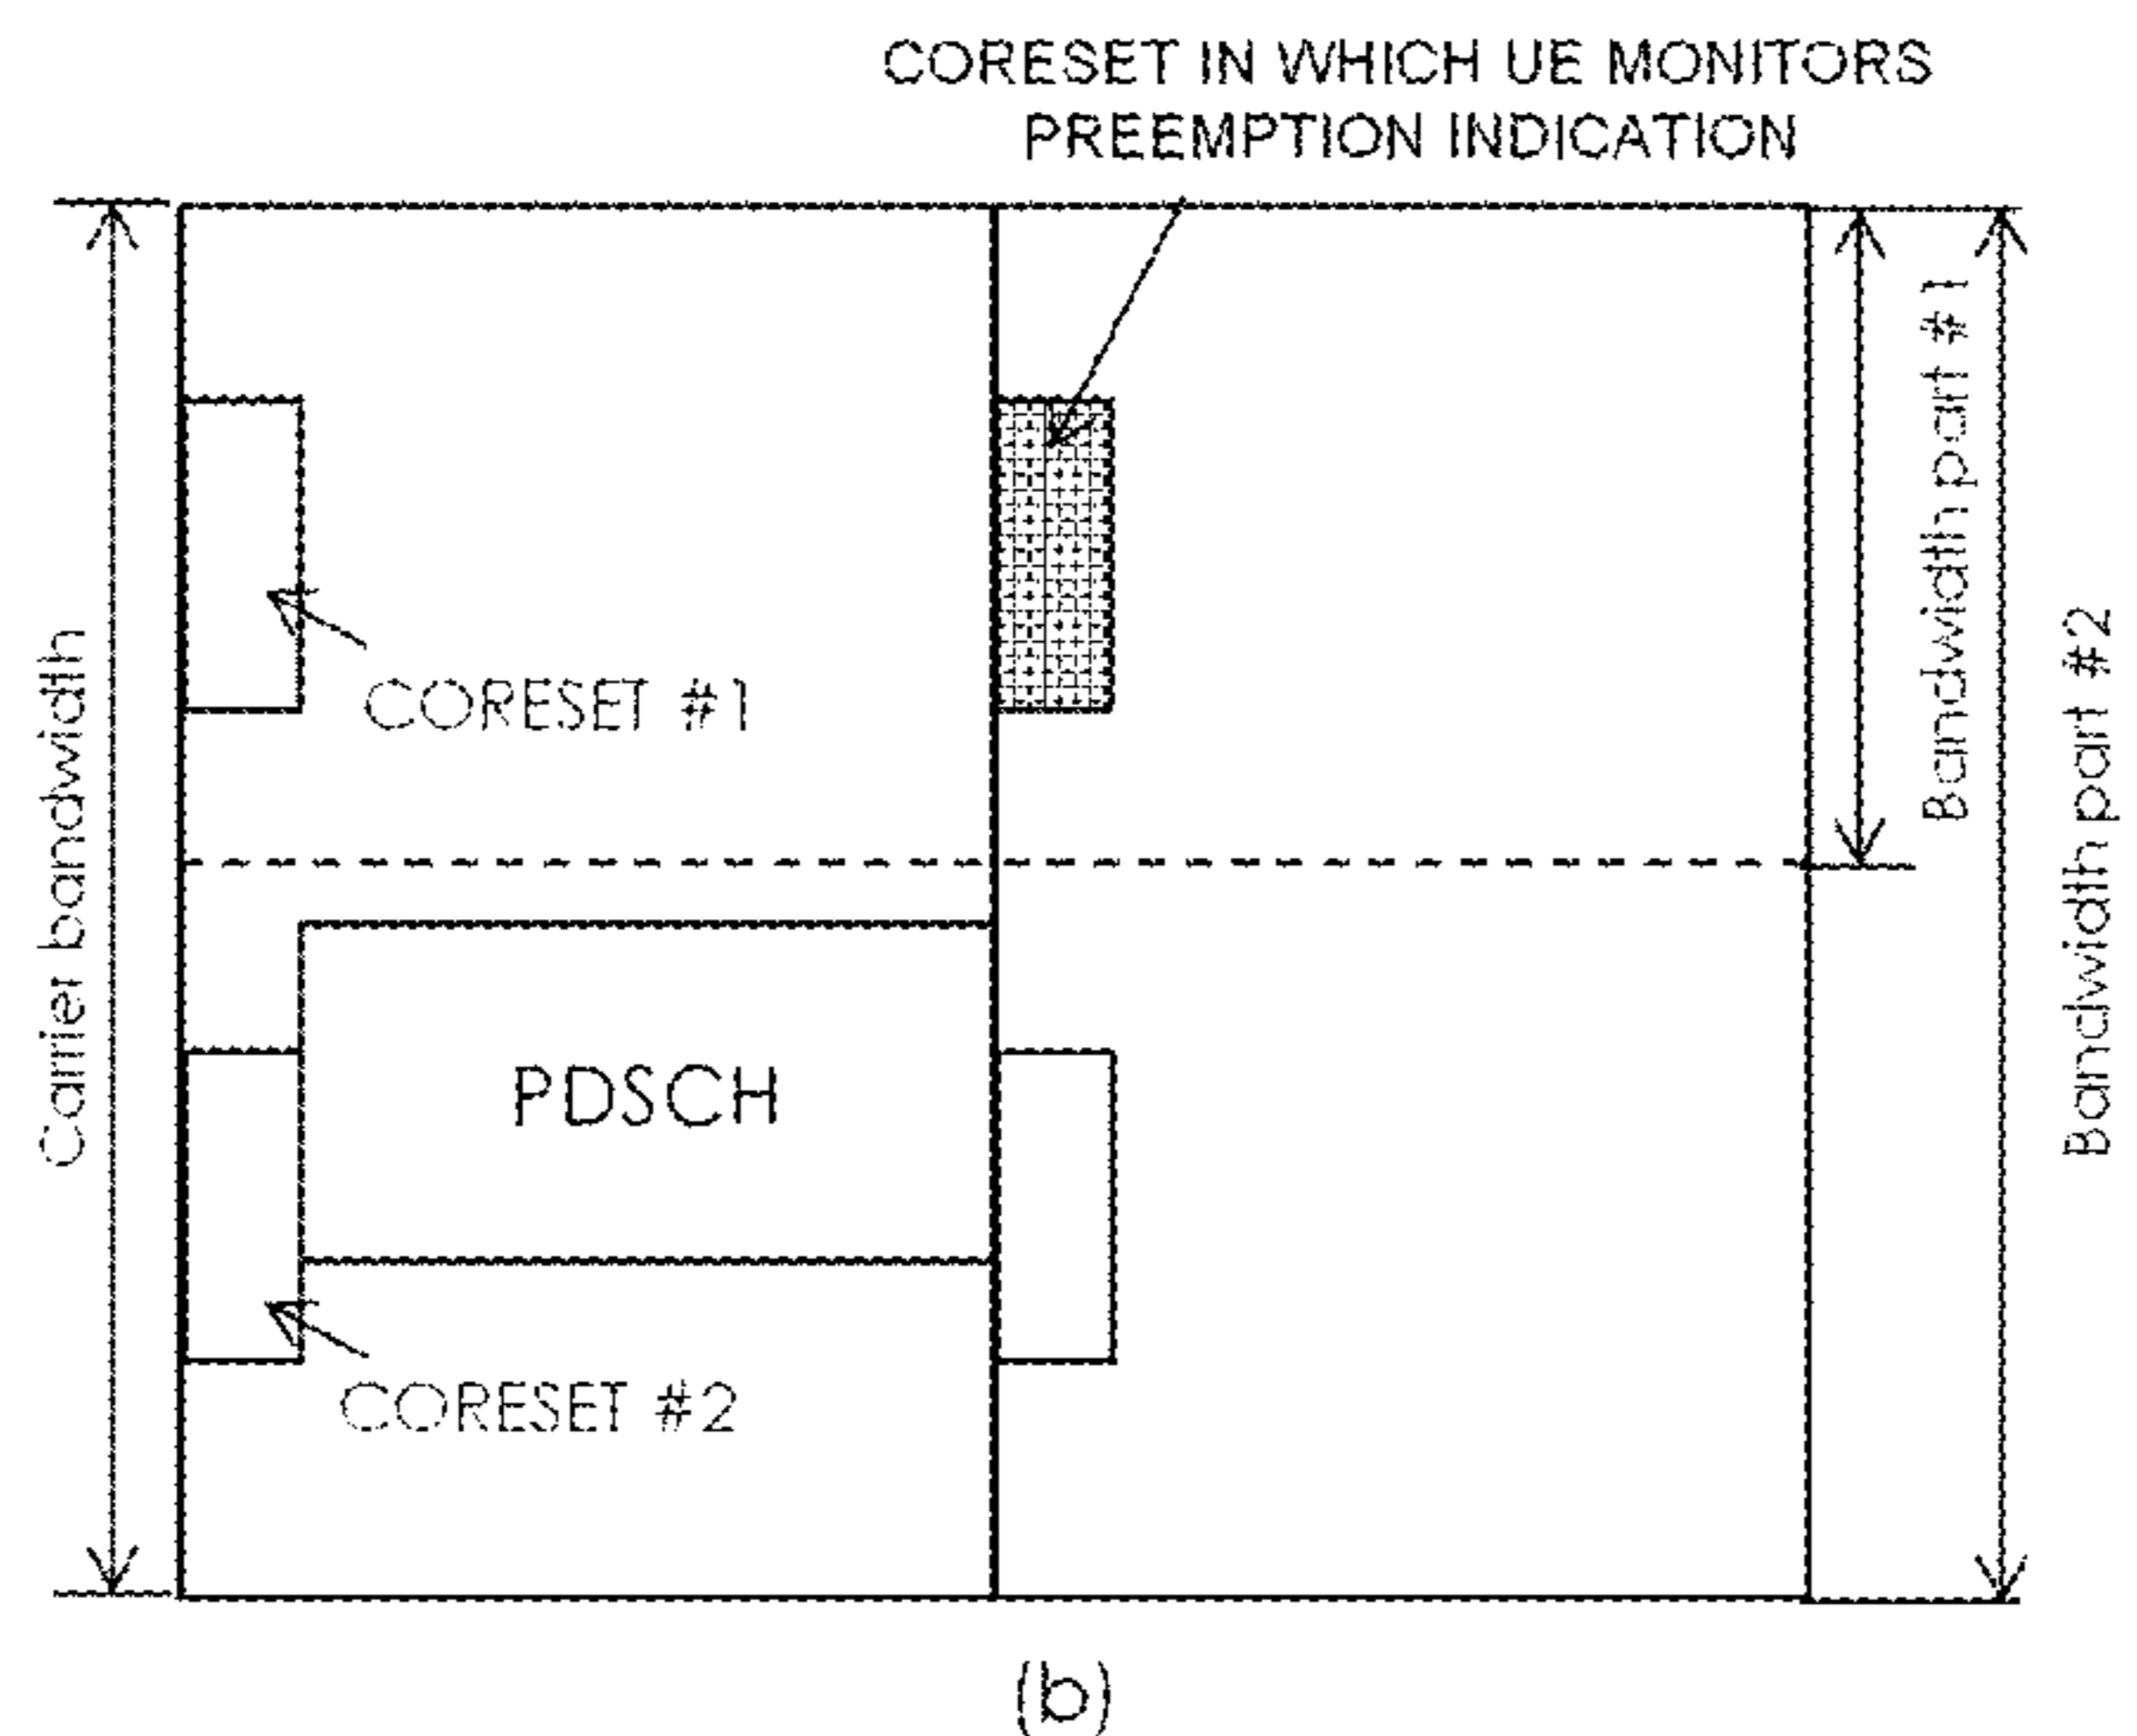 CORESET IN WHICH UE MONITORS
PREEMPTION INDICATION
Carrier bandwidth
CORESET #1
PDSCH
CORESET #2
Bandwidth part #1
Bandwidth part #2
(b)